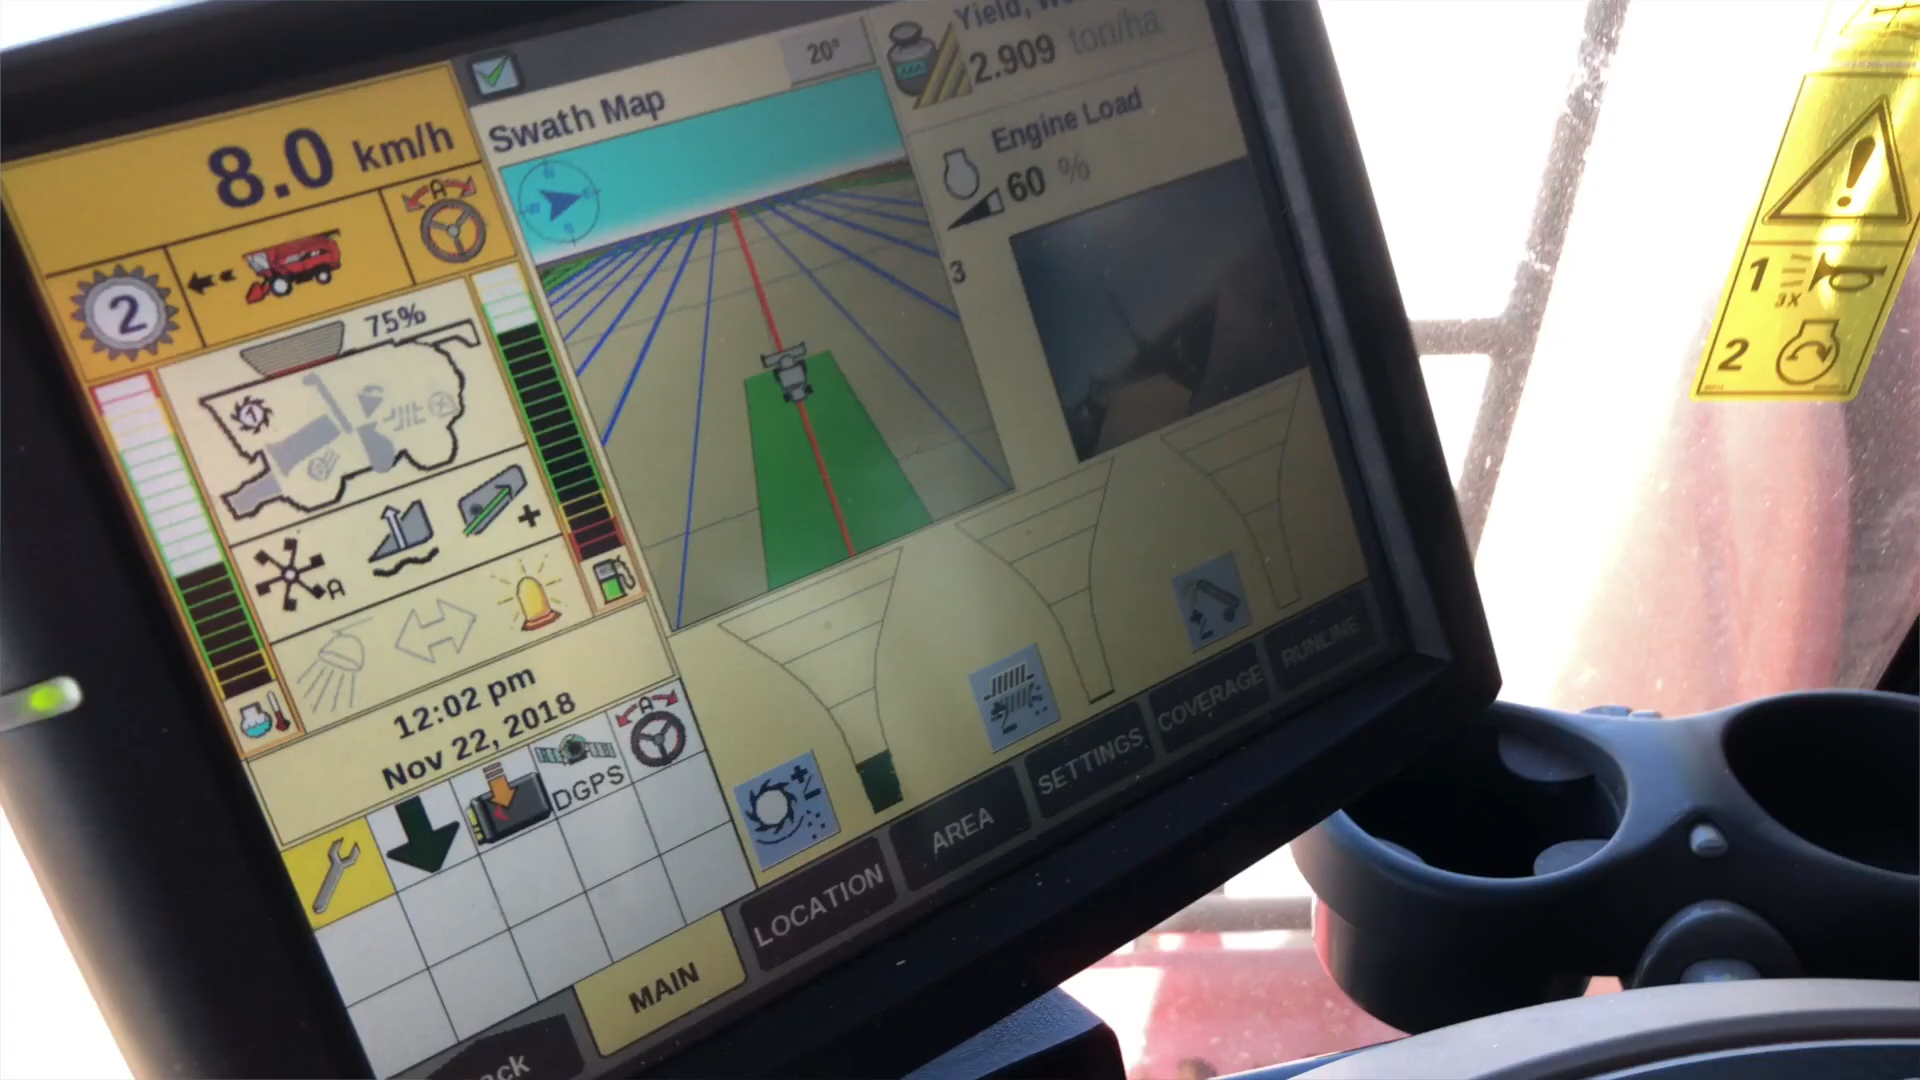 8.0 km/h
A
2
75%
1
A
+
12:02 pm
Nov 22, 2018
A
DGPS
Swath Map
20°
Yield,
2.909 ton/ha
Engine Load
60 %
3
MAIN
LOCATION
AREA
SETTINGS
COVERAGE
RUNLINE
1
3X
2